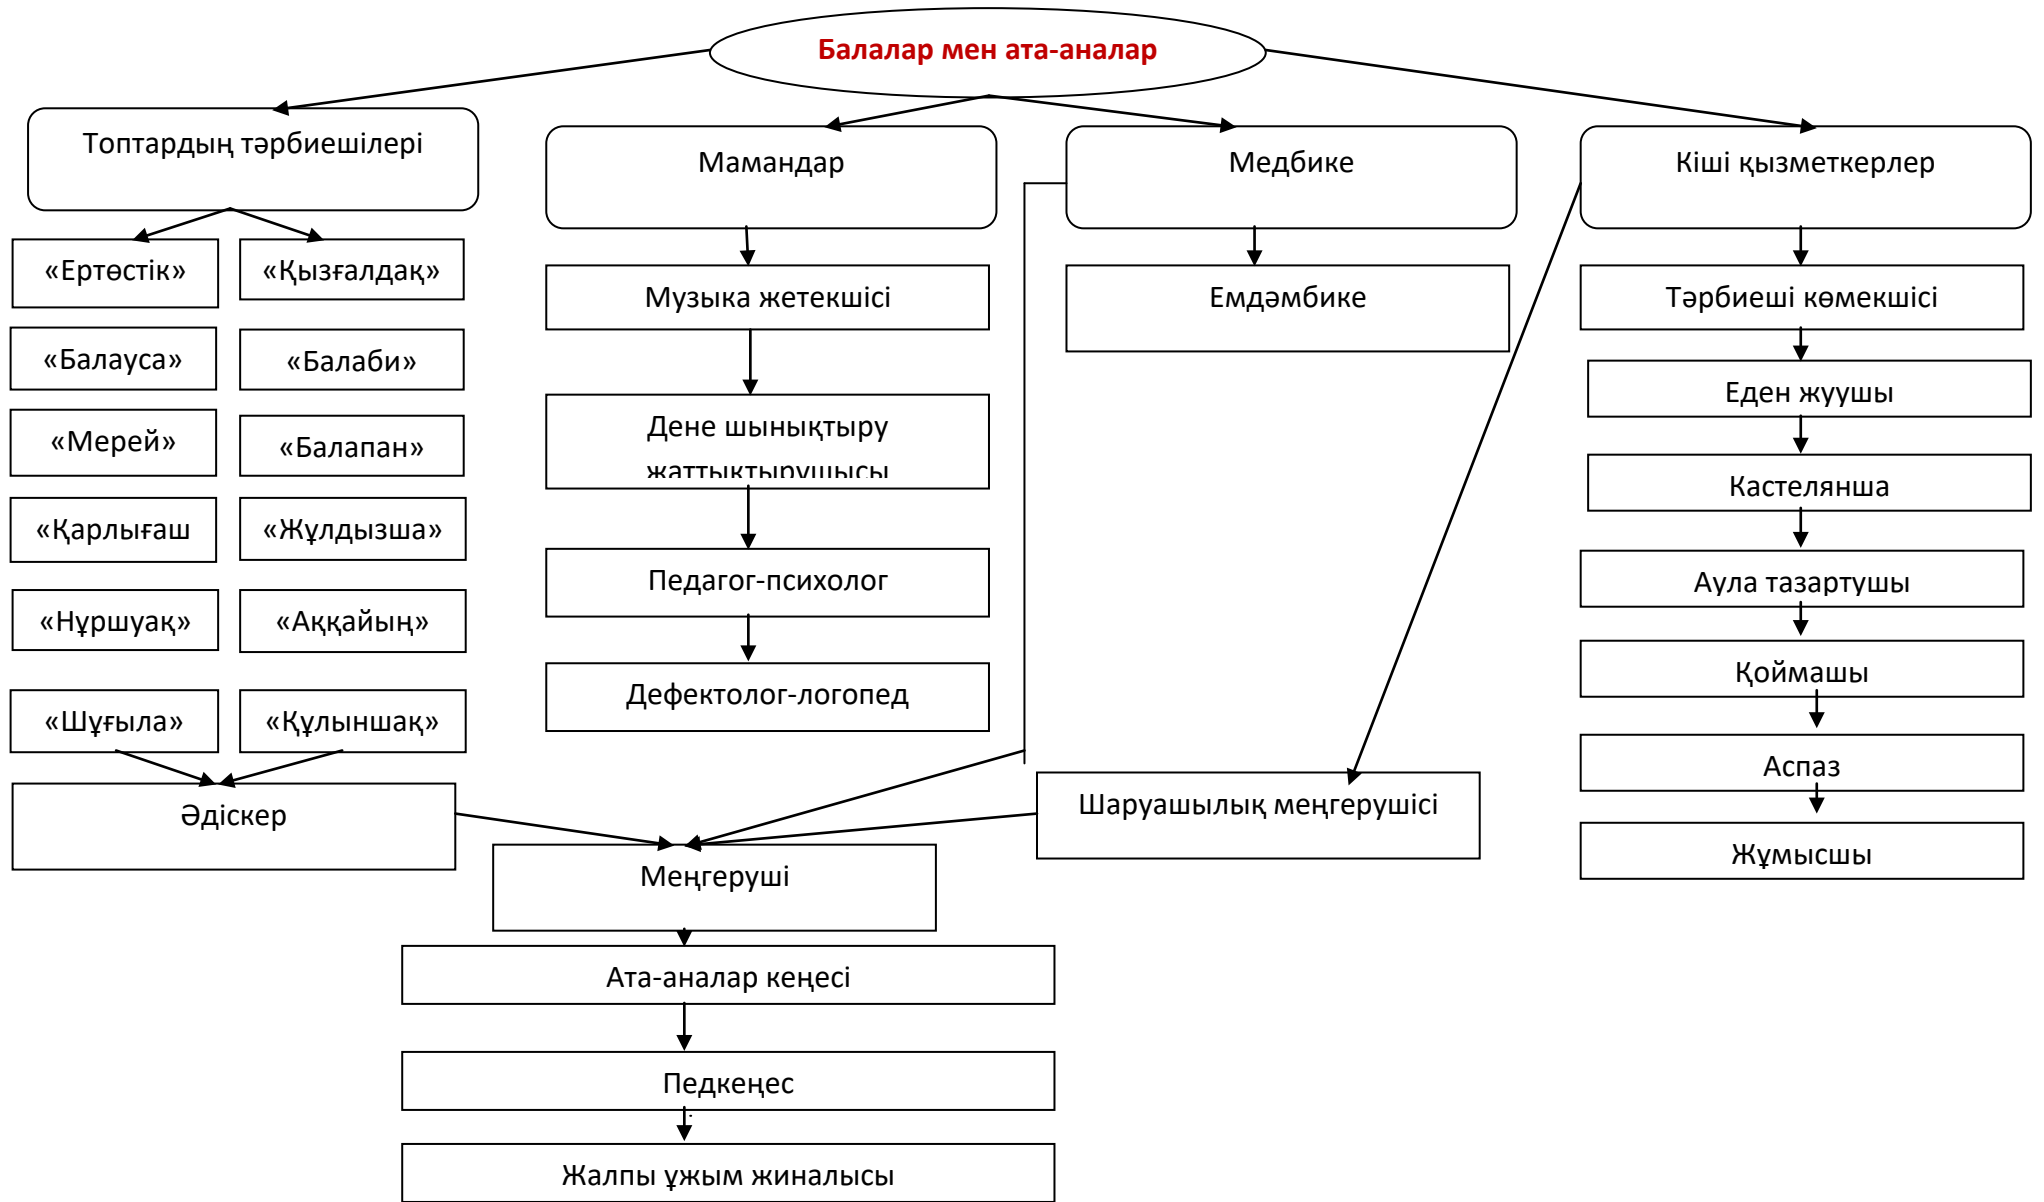 Балалар мен ата-аналар
Топтардың тәрбиешілері
Мамандар
Медбике
Кіші қызметкерлер
«Ертөстік»
«Қызғалдақ»
«Балауса»
«Балаби»
«Мерей»
«Балапан»
«Қарлығаш
«Жұлдызша»
«Нұршуақ»
«Аққайың»
«Шұғыла»
«Құлыншақ»
Әдіскер
Музыка жетекшісі
Дене шынықтыру
жаттықтырушысы
Педагог-психолог
Дефектолог-логопед
Емдәмбике
Тәрбиеші көмекшісі
Еден жуушы
Кастелянша
Аула тазартушы
Қоймашы
Аспаз
Жұмысшы
Шаруашылық меңгерушісі
Меңгеруші
Ата-аналар кеңесі
Педкеңес
Жалпы ұжым жиналысы